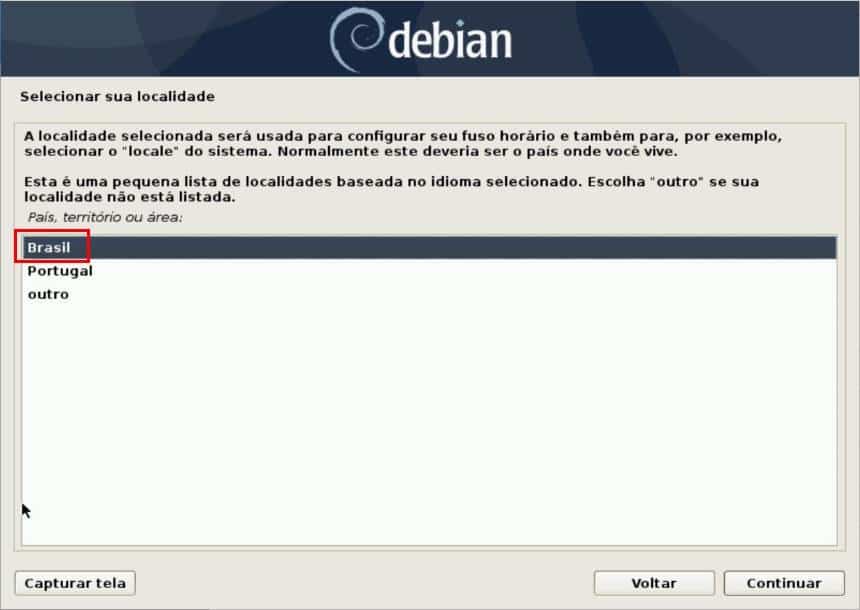 debian
Selecionar sua localidade
A localidade selecionada será usada para configurar seu fuso horário e também para, por exemplo,
selecionar o "locale" do sistema. Normalmente este deveria ser o país onde você vive.
Esta é uma pequena lista de localidades baseada no idioma selecionado. Escolha "outro" se sua
localidade não está listada.
País, território ou área:
Brasil
Portugal
outro
Capturar tela
Voltar
Continuar